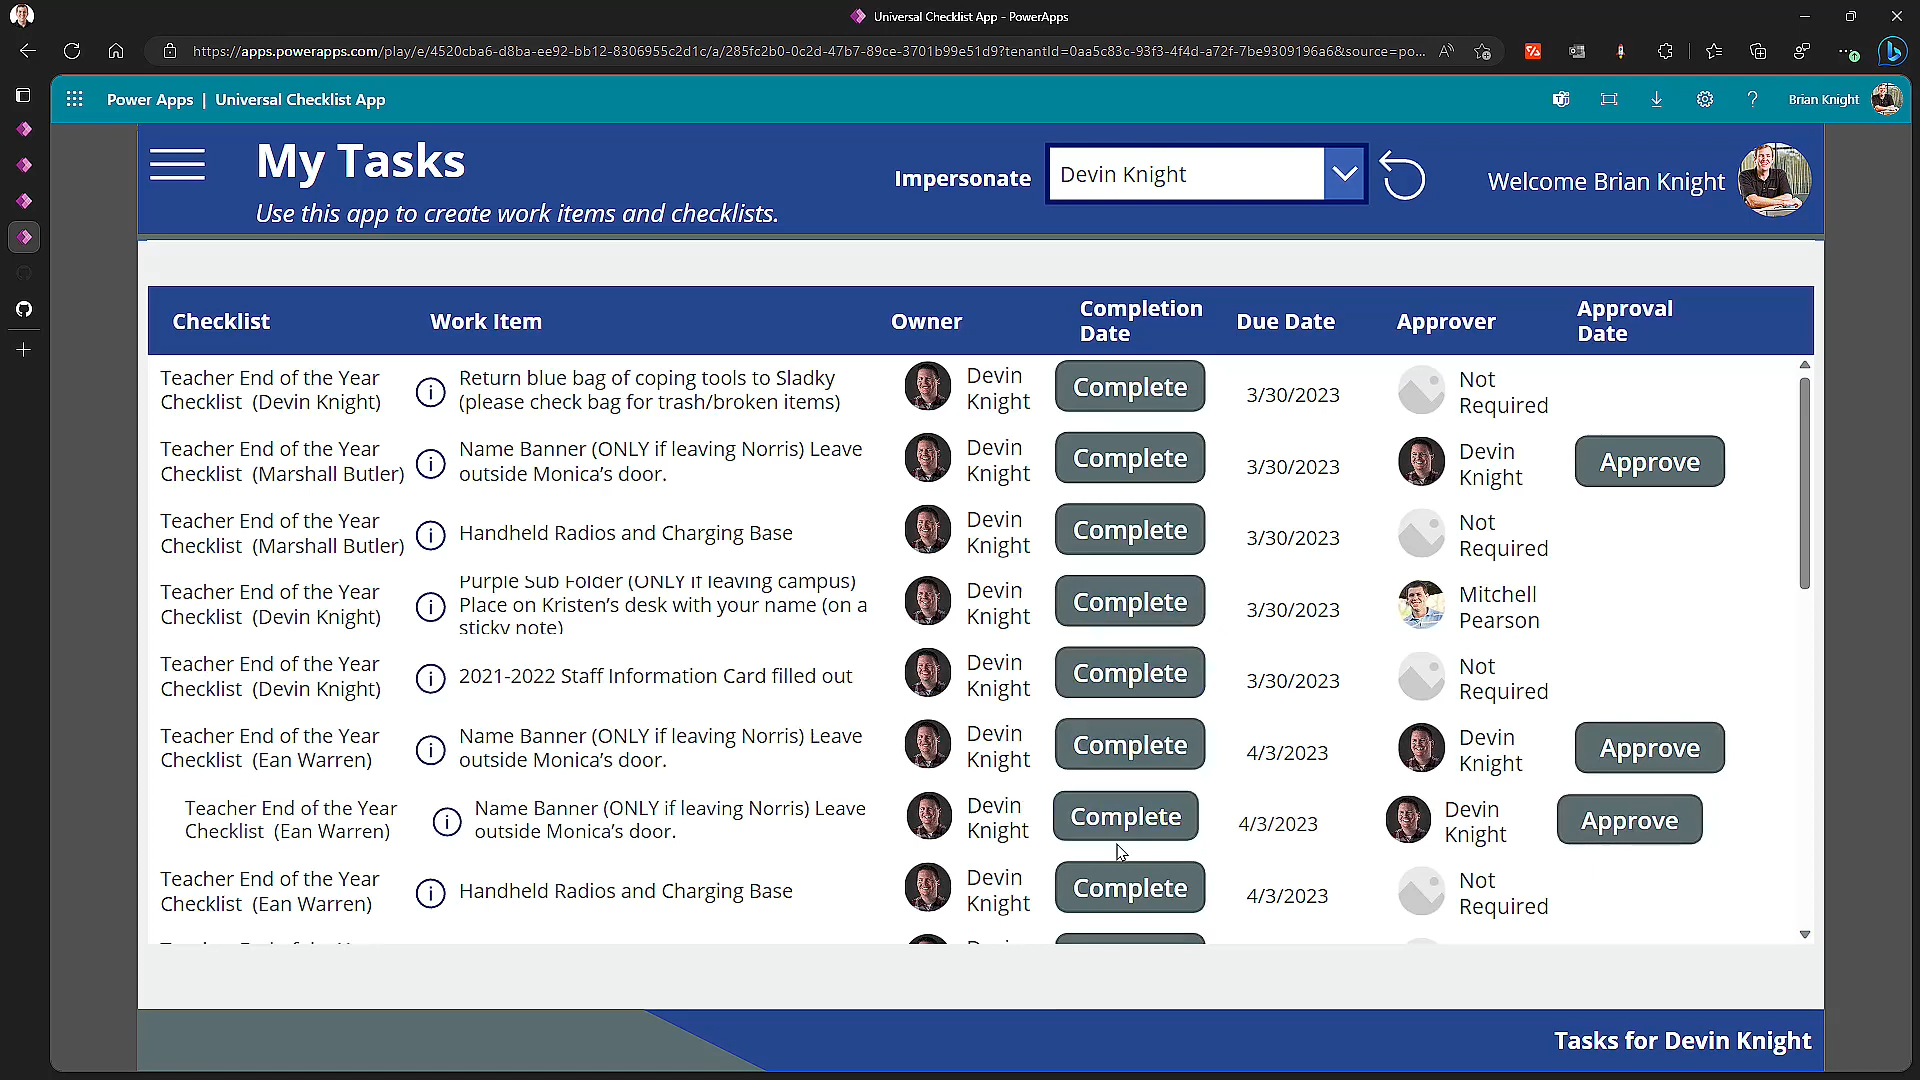 Universal Checklist App - PowerApps
https://apps.powerapps.com/play/e/4520cba6-d8ba-ee92-bb12-8306955c2d1c/a/285fc2b0-0c2d-47b7-89ce-3701b99e51d9?tenantId=0aa5c83c-93f3-4f4d-a72f-7be9309196a6&source=po...
Power Apps | Universal Checklist App
Brian Knight
My Tasks
Use this app to create work items and checklists.
Impersonate
Devin Knight
Welcome Brian Knight
Checklist
Work Item
Owner
Completion
Date
Due Date
Approver
Approval
Date
Teacher End of the Year
Checklist (Devin Knight)
Return blue bag of coping tools to Sladky
(please check bag for trash/broken items)
Devin
Knight
Complete
3/30/2023
Not
Required
Teacher End of the Year
Checklist (Marshall Butler)
Name Banner (ONLY if leaving Norris) Leave
outside Monica’s door.
Devin
Knight
Complete
3/30/2023
Devin
Knight
Approve
Teacher End of the Year
Checklist (Marshall Butler)
Handheld Radios and Charging Base
Devin
Knight
Complete
3/30/2023
Not
Required
Teacher End of the Year
Checklist (Devin Knight)
Purple Sub Folder (ONLY if leaving campus)
Place on Kristen’s desk with your name (on a
sticky note)
Devin
Knight
Complete
3/30/2023
Mitchell
Pearson
Teacher End of the Year
Checklist (Devin Knight)
2021-2022 Staff Information Card filled out
Devin
Knight
Complete
3/30/2023
Not
Required
Teacher End of the Year
Checklist (Ean Warren)
Name Banner (ONLY if leaving Norris) Leave
outside Monica’s door.
Devin
Knight
Complete
4/3/2023
Devin
Knight
Approve
Teacher End of the Year
Checklist (Ean Warren)
Name Banner (ONLY if leaving Norris) Leave
outside Monica’s door.
Devin
Knight
Complete
4/3/2023
Devin
Knight
Approve
Teacher End of the Year
Checklist (Ean Warren)
Handheld Radios and Charging Base
Devin
Knight
Complete
4/3/2023
Not
Required
Tasks for Devin Knight